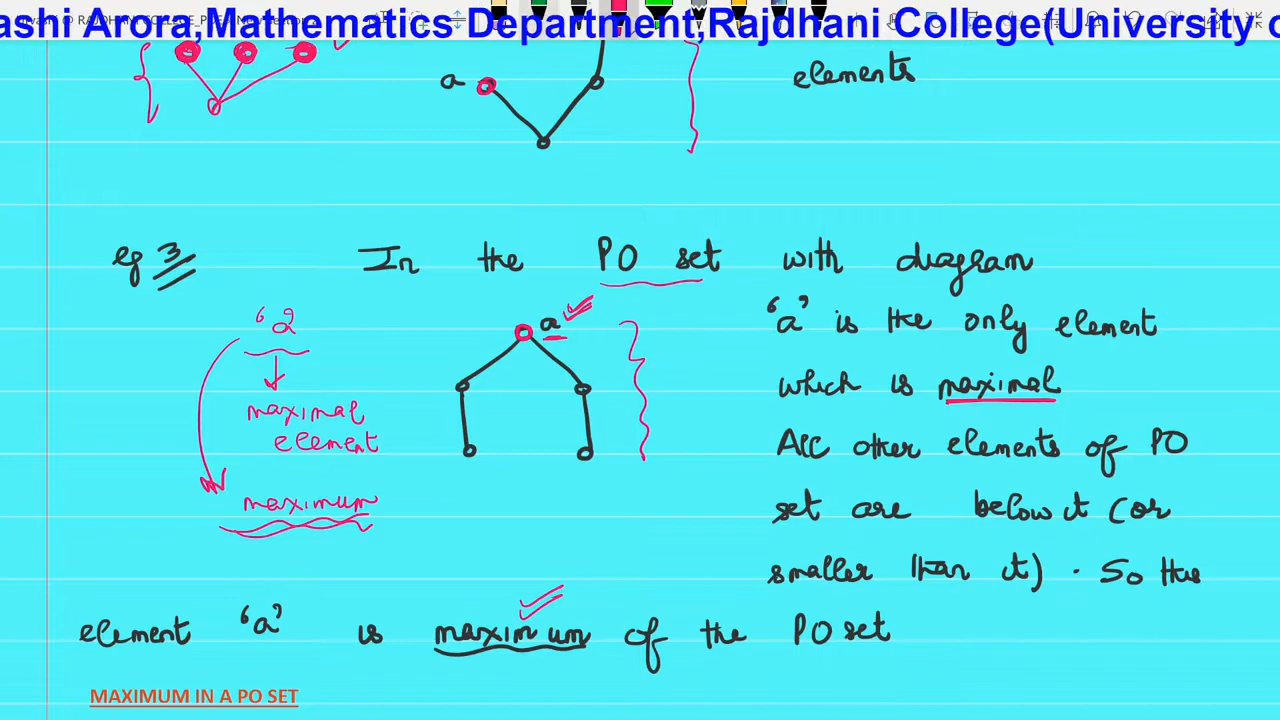 ashi Arora,Mathematics Department,Rajdhani College(University o
a
elements
eg 3
In the PO set with diagram
'a'
a
'a' is the only element
which is maximal
maximal
element
All other elements of PO
maximum
set are below it (or
smaller than it) . So the
element 'a' is maximum of the PO set
MAXIMUM IN A PO SET